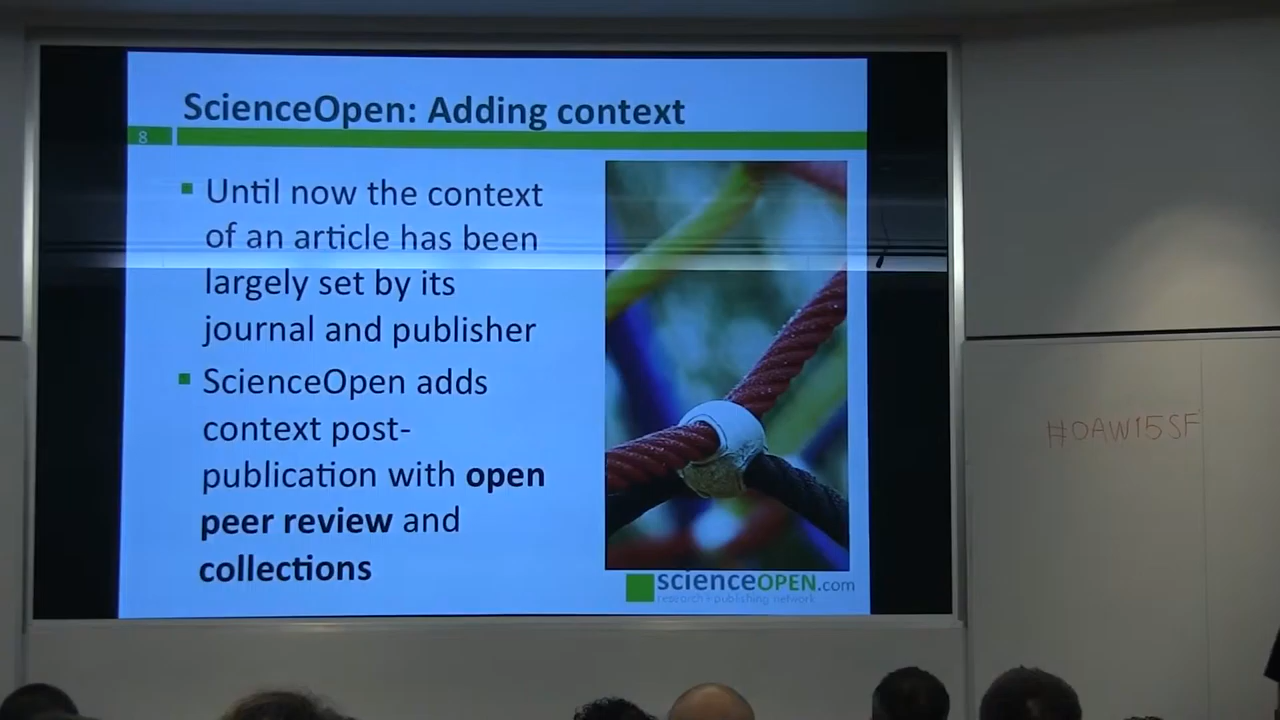 ScienceOpen: Adding context
8
Until now the context
of an article has been
largely set by its
journal and publisher
ScienceOpen adds
context post-
publication with open
peer review and
collections
scienceOPEN.com
research+publishing network
#OAW15SF